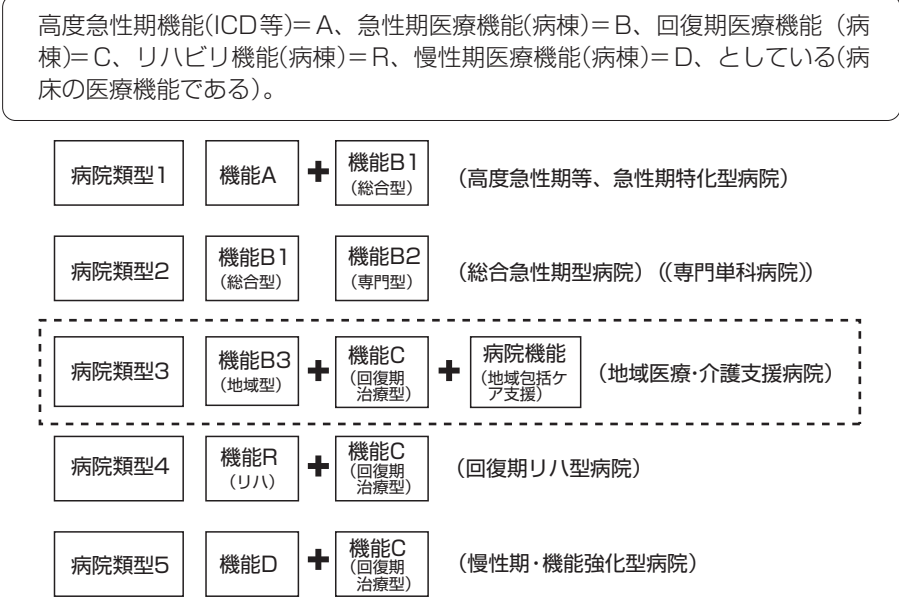 高度急性期機能(ICD等)=A、急性期医療機能(病棟)=B、回復期医療機能（病
棟)=C、リハビリ機能(病棟)=R、慢性期医療機能(病棟)=D、としている(病
床の医療機能である)。
病院類型1 機能A + 機能B1 (総合型) (高度急性期等、急性期特化型病院)
病院類型2 機能B1 (総合型) 機能B2 (専門型) (総合急性期型病院) ((専門単科病院))
病院類型3 機能B3 (地域型) + 機能C (回復期治療型) + 病院機能 (地域包括ケア支援) (地域医療・介護支援病院)
病院類型4 機能R (リハ) + 機能C (回復期治療型) (回復期リハ型病院)
病院類型5 機能D + 機能C (回復期治療型) (慢性期・機能強化型病院)